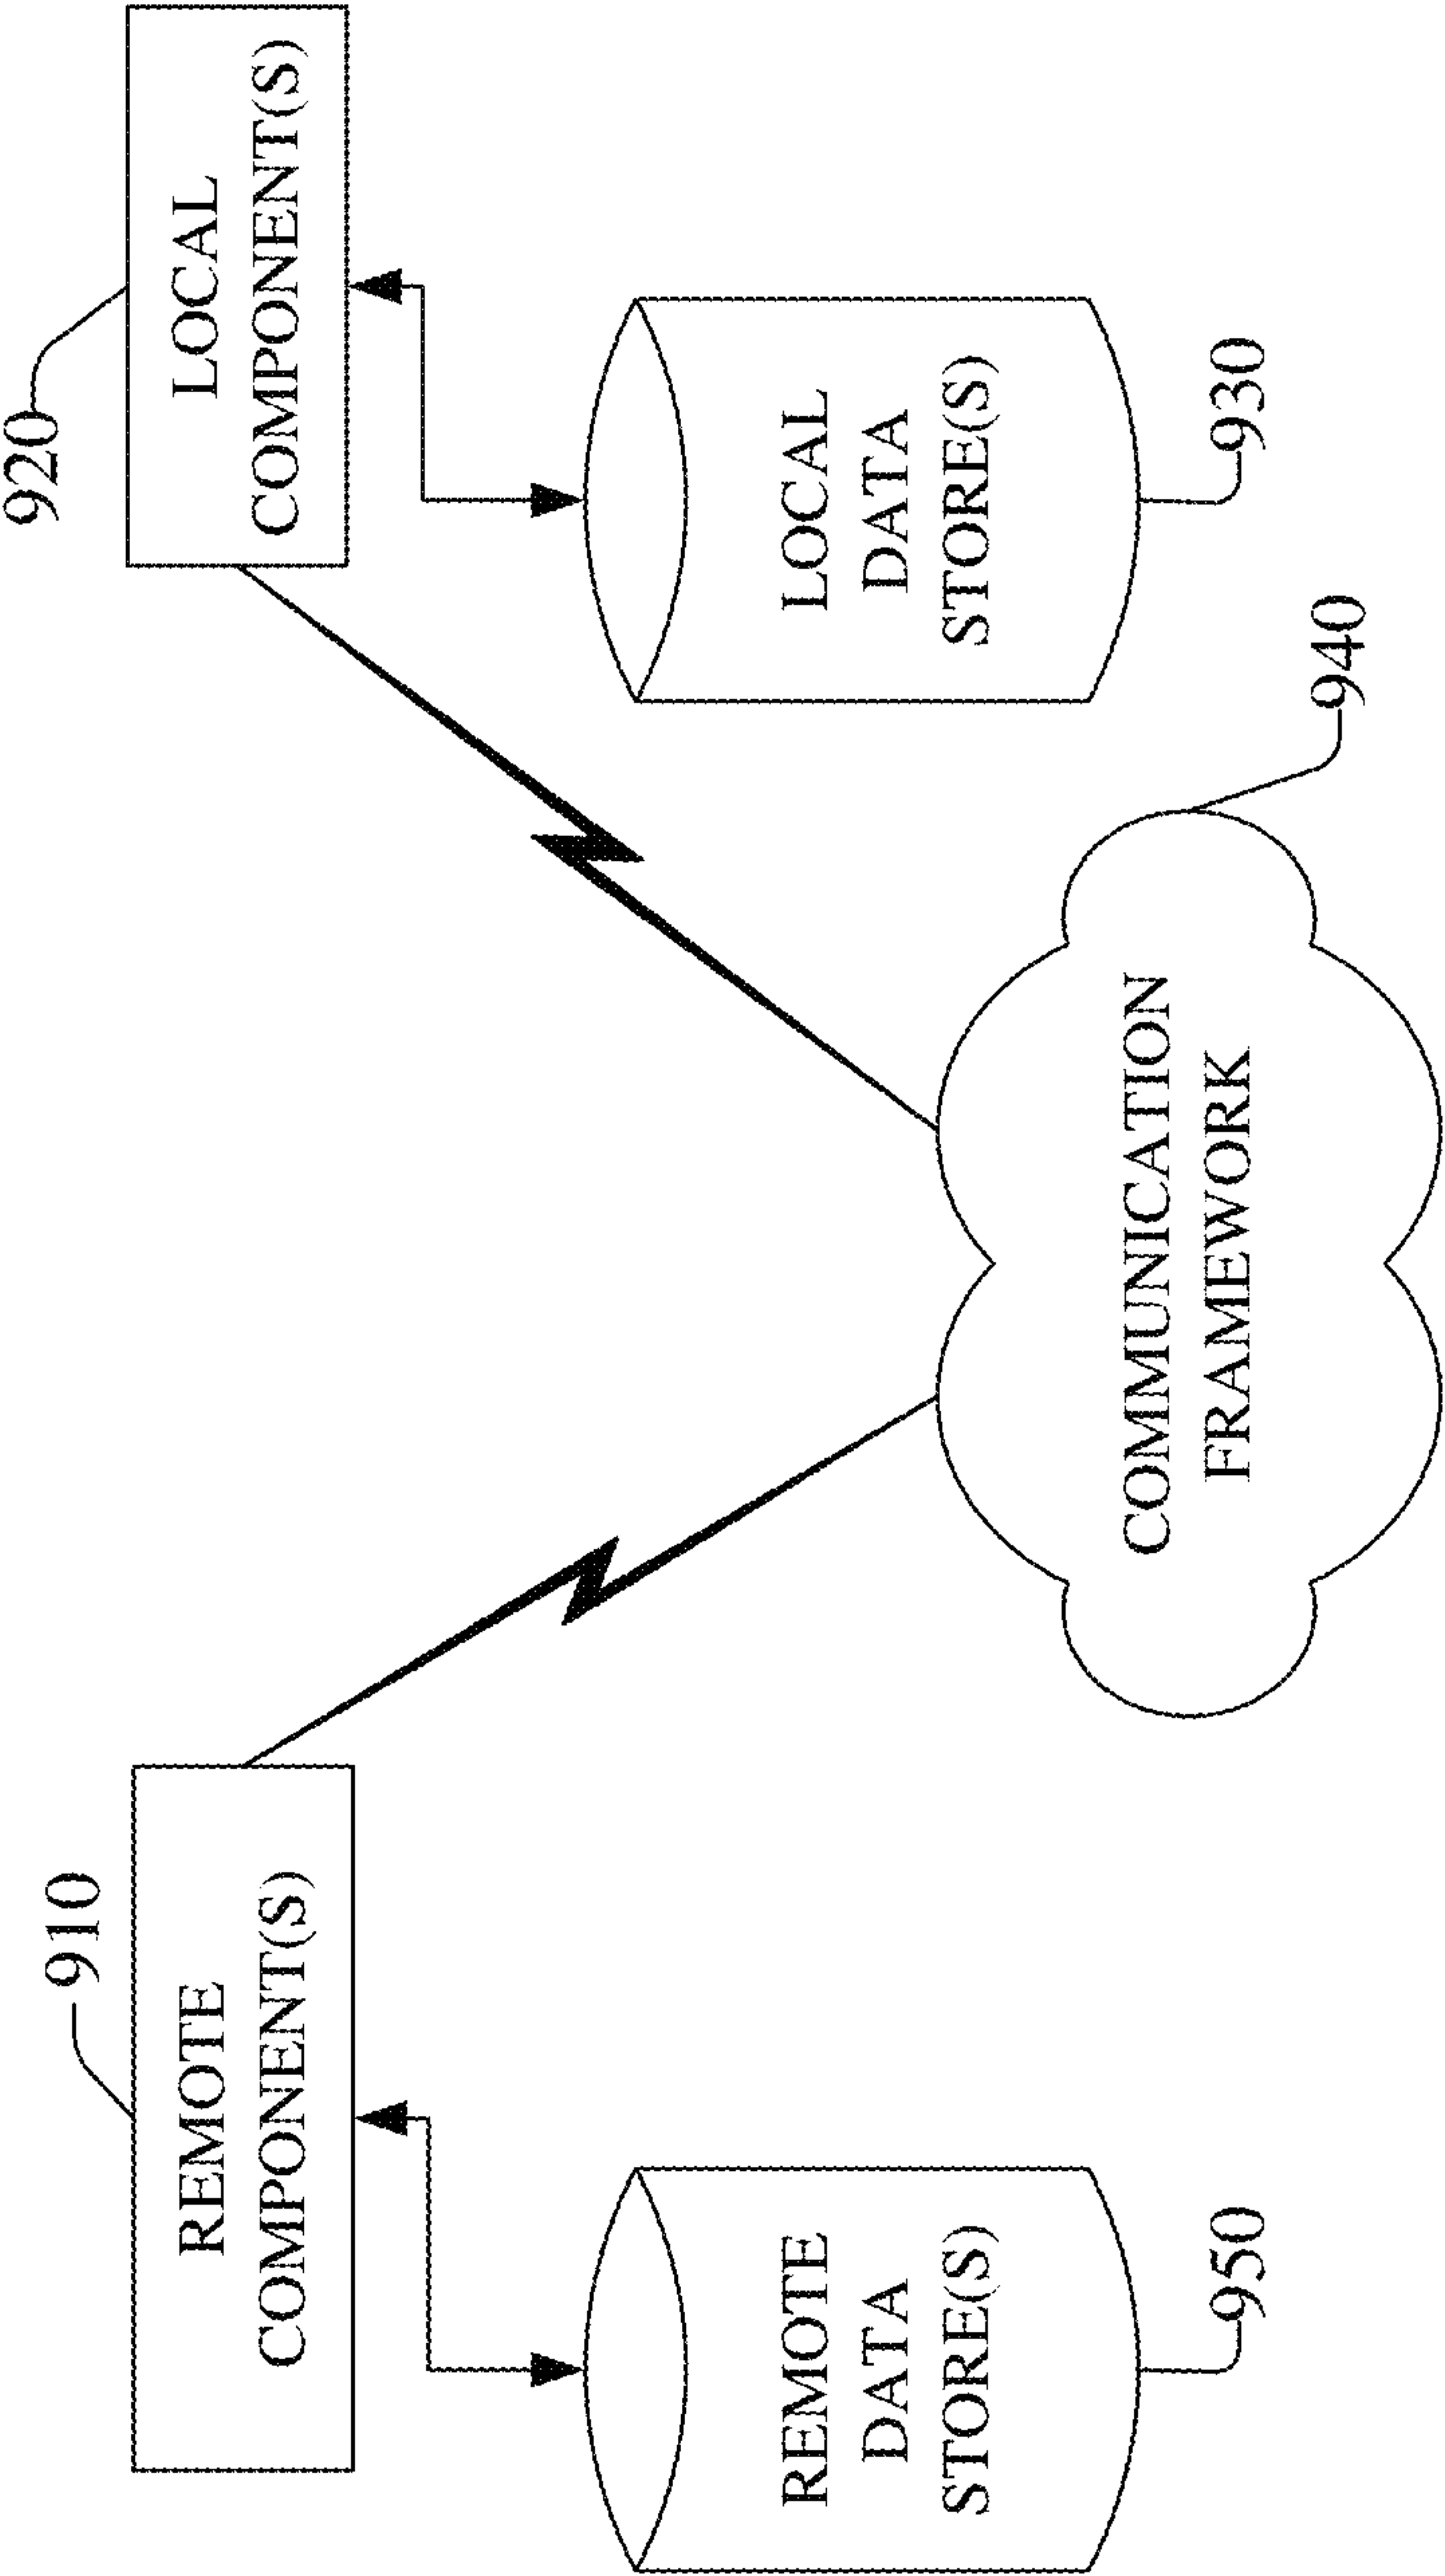 910
REMOTE
COMPONENT(S)
920
LOCAL
COMPONENT(S)
REMOTE
DATA
STORE(S)
950
COMMUNICATION
FRAMEWORK
940
LOCAL
DATA
STORE(S)
930